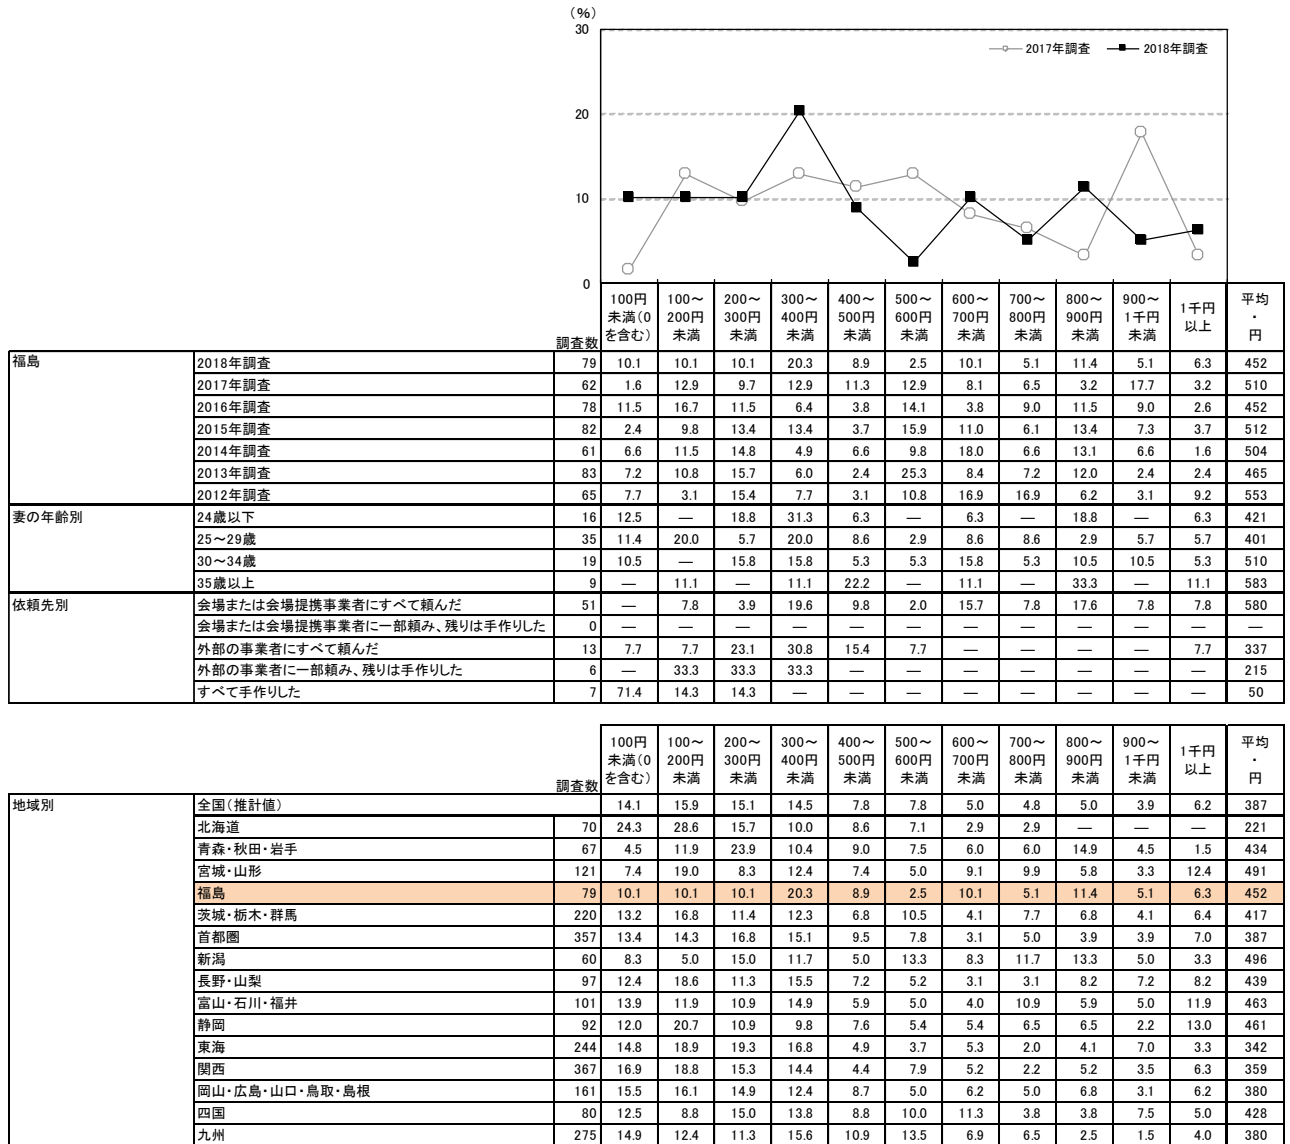 (％)
30
20
10
0
2017年調査 2018年調査
調査数 100円未満(0を含む) 100～200円未満 200～300円未満 300～400円未満 400～500円未満 500～600円未満 600～700円未満 700～800円未満 800～900円未満 900～1千円未満 1千円以上 平均・円
福島 2018年調査 79 10.1 10.1 10.1 20.3 8.9 2.5 10.1 5.1 11.4 5.1 6.3 452
2017年調査 62 1.6 12.9 9.7 12.9 11.3 12.9 8.1 6.5 3.2 17.7 3.2 510
2016年調査 78 11.5 16.7 11.5 6.4 3.8 14.1 3.8 9.0 11.5 9.0 2.6 452
2015年調査 82 2.4 9.8 13.4 13.4 3.7 15.9 11.0 6.1 13.4 7.3 3.7 512
2014年調査 61 6.6 11.5 14.8 4.9 6.6 9.8 18.0 6.6 13.1 6.6 1.6 504
2013年調査 83 7.2 10.8 15.7 6.0 2.4 25.3 8.4 7.2 12.0 2.4 2.4 465
2012年調査 65 7.7 3.1 15.4 7.7 3.1 10.8 16.9 16.9 6.2 3.1 9.2 553
妻の年齢別 24歳以下 16 12.5 ― 18.8 31.3 6.3 ― 6.3 ― 18.8 ― 6.3 421
25～29歳 35 11.4 20.0 5.7 20.0 8.6 2.9 8.6 8.6 2.9 5.7 5.7 401
30～34歳 19 10.5 ― 15.8 15.8 5.3 5.3 15.8 5.3 10.5 10.5 5.3 510
35歳以上 9 ― 11.1 ― 11.1 22.2 ― 11.1 ― 33.3 ― 11.1 583
依頼先別 会場または会場提携事業者にすべて頼んだ 51 ― 7.8 3.9 19.6 9.8 2.0 15.7 7.8 17.6 7.8 7.8 580
会場または会場提携事業者に一部頼み、残りは手作りした 0 ― ― ― ― ― ― ― ― ― ― ― ―
外部の事業者にすべて頼んだ 13 7.7 7.7 23.1 30.8 15.4 7.7 ― ― ― ― 7.7 337
外部の事業者に一部頼み、残りは手作りした 6 ― 33.3 33.3 33.3 ― ― ― ― ― ― ― 215
すべて手作りした 7 71.4 14.3 14.3 ― ― ― ― ― ― ― ― 50
調査数 100円未満(0を含む) 100～200円未満 200～300円未満 300～400円未満 400～500円未満 500～600円未満 600～700円未満 700～800円未満 800～900円未満 900～1千円未満 1千円以上 平均・円
地域別 全国(推計値) 14.1 15.9 15.1 14.5 7.8 7.8 5.0 4.8 5.0 3.9 6.2 387
北海道 70 24.3 28.6 15.7 10.0 8.6 7.1 2.9 2.9 ― ― ― 221
青森・秋田・岩手 67 4.5 11.9 23.9 10.4 9.0 7.5 6.0 6.0 14.9 4.5 1.5 434
宮城・山形 121 7.4 19.0 8.3 12.4 7.4 5.0 9.1 9.9 5.8 3.3 12.4 491
福島 79 10.1 10.1 10.1 20.3 8.9 2.5 10.1 5.1 11.4 5.1 6.3 452
茨城・栃木・群馬 220 13.2 16.8 11.4 12.3 6.8 10.5 4.1 7.7 6.8 4.1 6.4 417
首都圏 357 13.4 14.3 16.8 15.1 9.5 7.8 3.1 5.0 3.9 3.9 7.0 387
新潟 60 8.3 5.0 15.0 11.7 5.0 13.3 8.3 11.7 13.3 5.0 3.3 496
長野・山梨 97 12.4 18.6 11.3 15.5 7.2 5.2 3.1 3.1 8.2 7.2 8.2 439
富山・石川・福井 101 13.9 11.9 10.9 14.9 5.9 5.0 4.0 10.9 5.9 5.0 11.9 463
静岡 92 12.0 20.7 10.9 9.8 7.6 5.4 5.4 6.5 6.5 2.2 13.0 461
東海 244 14.8 18.9 19.3 16.8 4.9 3.7 5.3 2.0 4.1 7.0 3.3 342
関西 367 16.9 18.8 15.3 14.4 4.4 7.9 5.2 2.2 5.2 3.5 6.3 359
岡山・広島・山口・鳥取・島根 161 15.5 16.1 14.9 12.4 8.7 5.0 6.2 5.0 6.8 3.1 6.2 380
四国 80 12.5 8.8 15.0 13.8 8.8 10.0 11.3 3.8 3.8 7.5 5.0 428
九州 275 14.9 12.4 11.3 15.6 10.9 13.5 6.9 6.5 2.5 1.5 4.0 380